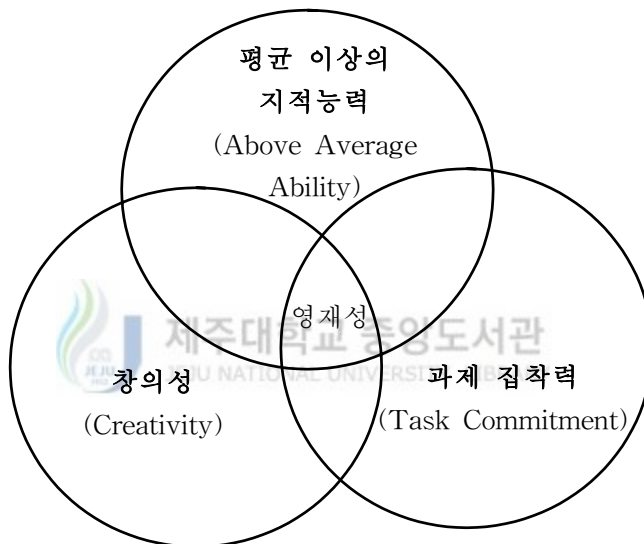 평균 이상의
지적능력
(Above Average
Ability)
영재성
제주대학교 중앙도서관
JEJU NATIONAL UNIVERSITY LIBRARY
창의성
(Creativity)
과제 집착력
(Task Commitment)
JEJU
1952